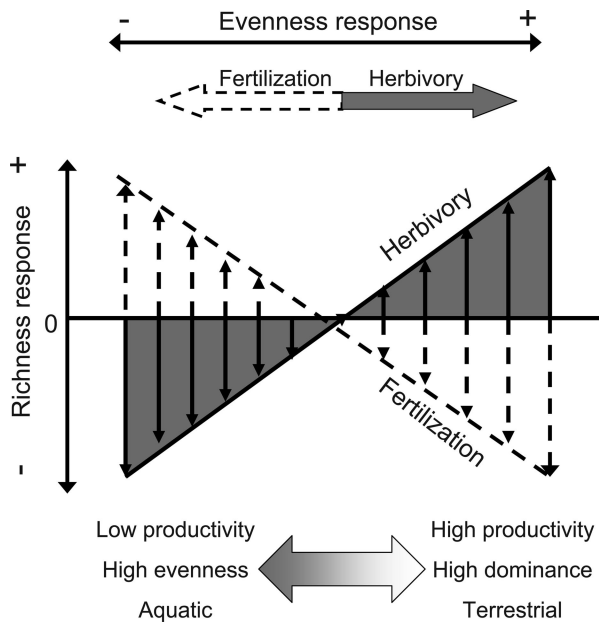 - Evenness response +
Fertilization Herbivory
+
Richness response
0
-
Herbivory
Fertilization
Low productivity High productivity
High evenness High dominance
Aquatic Terrestrial